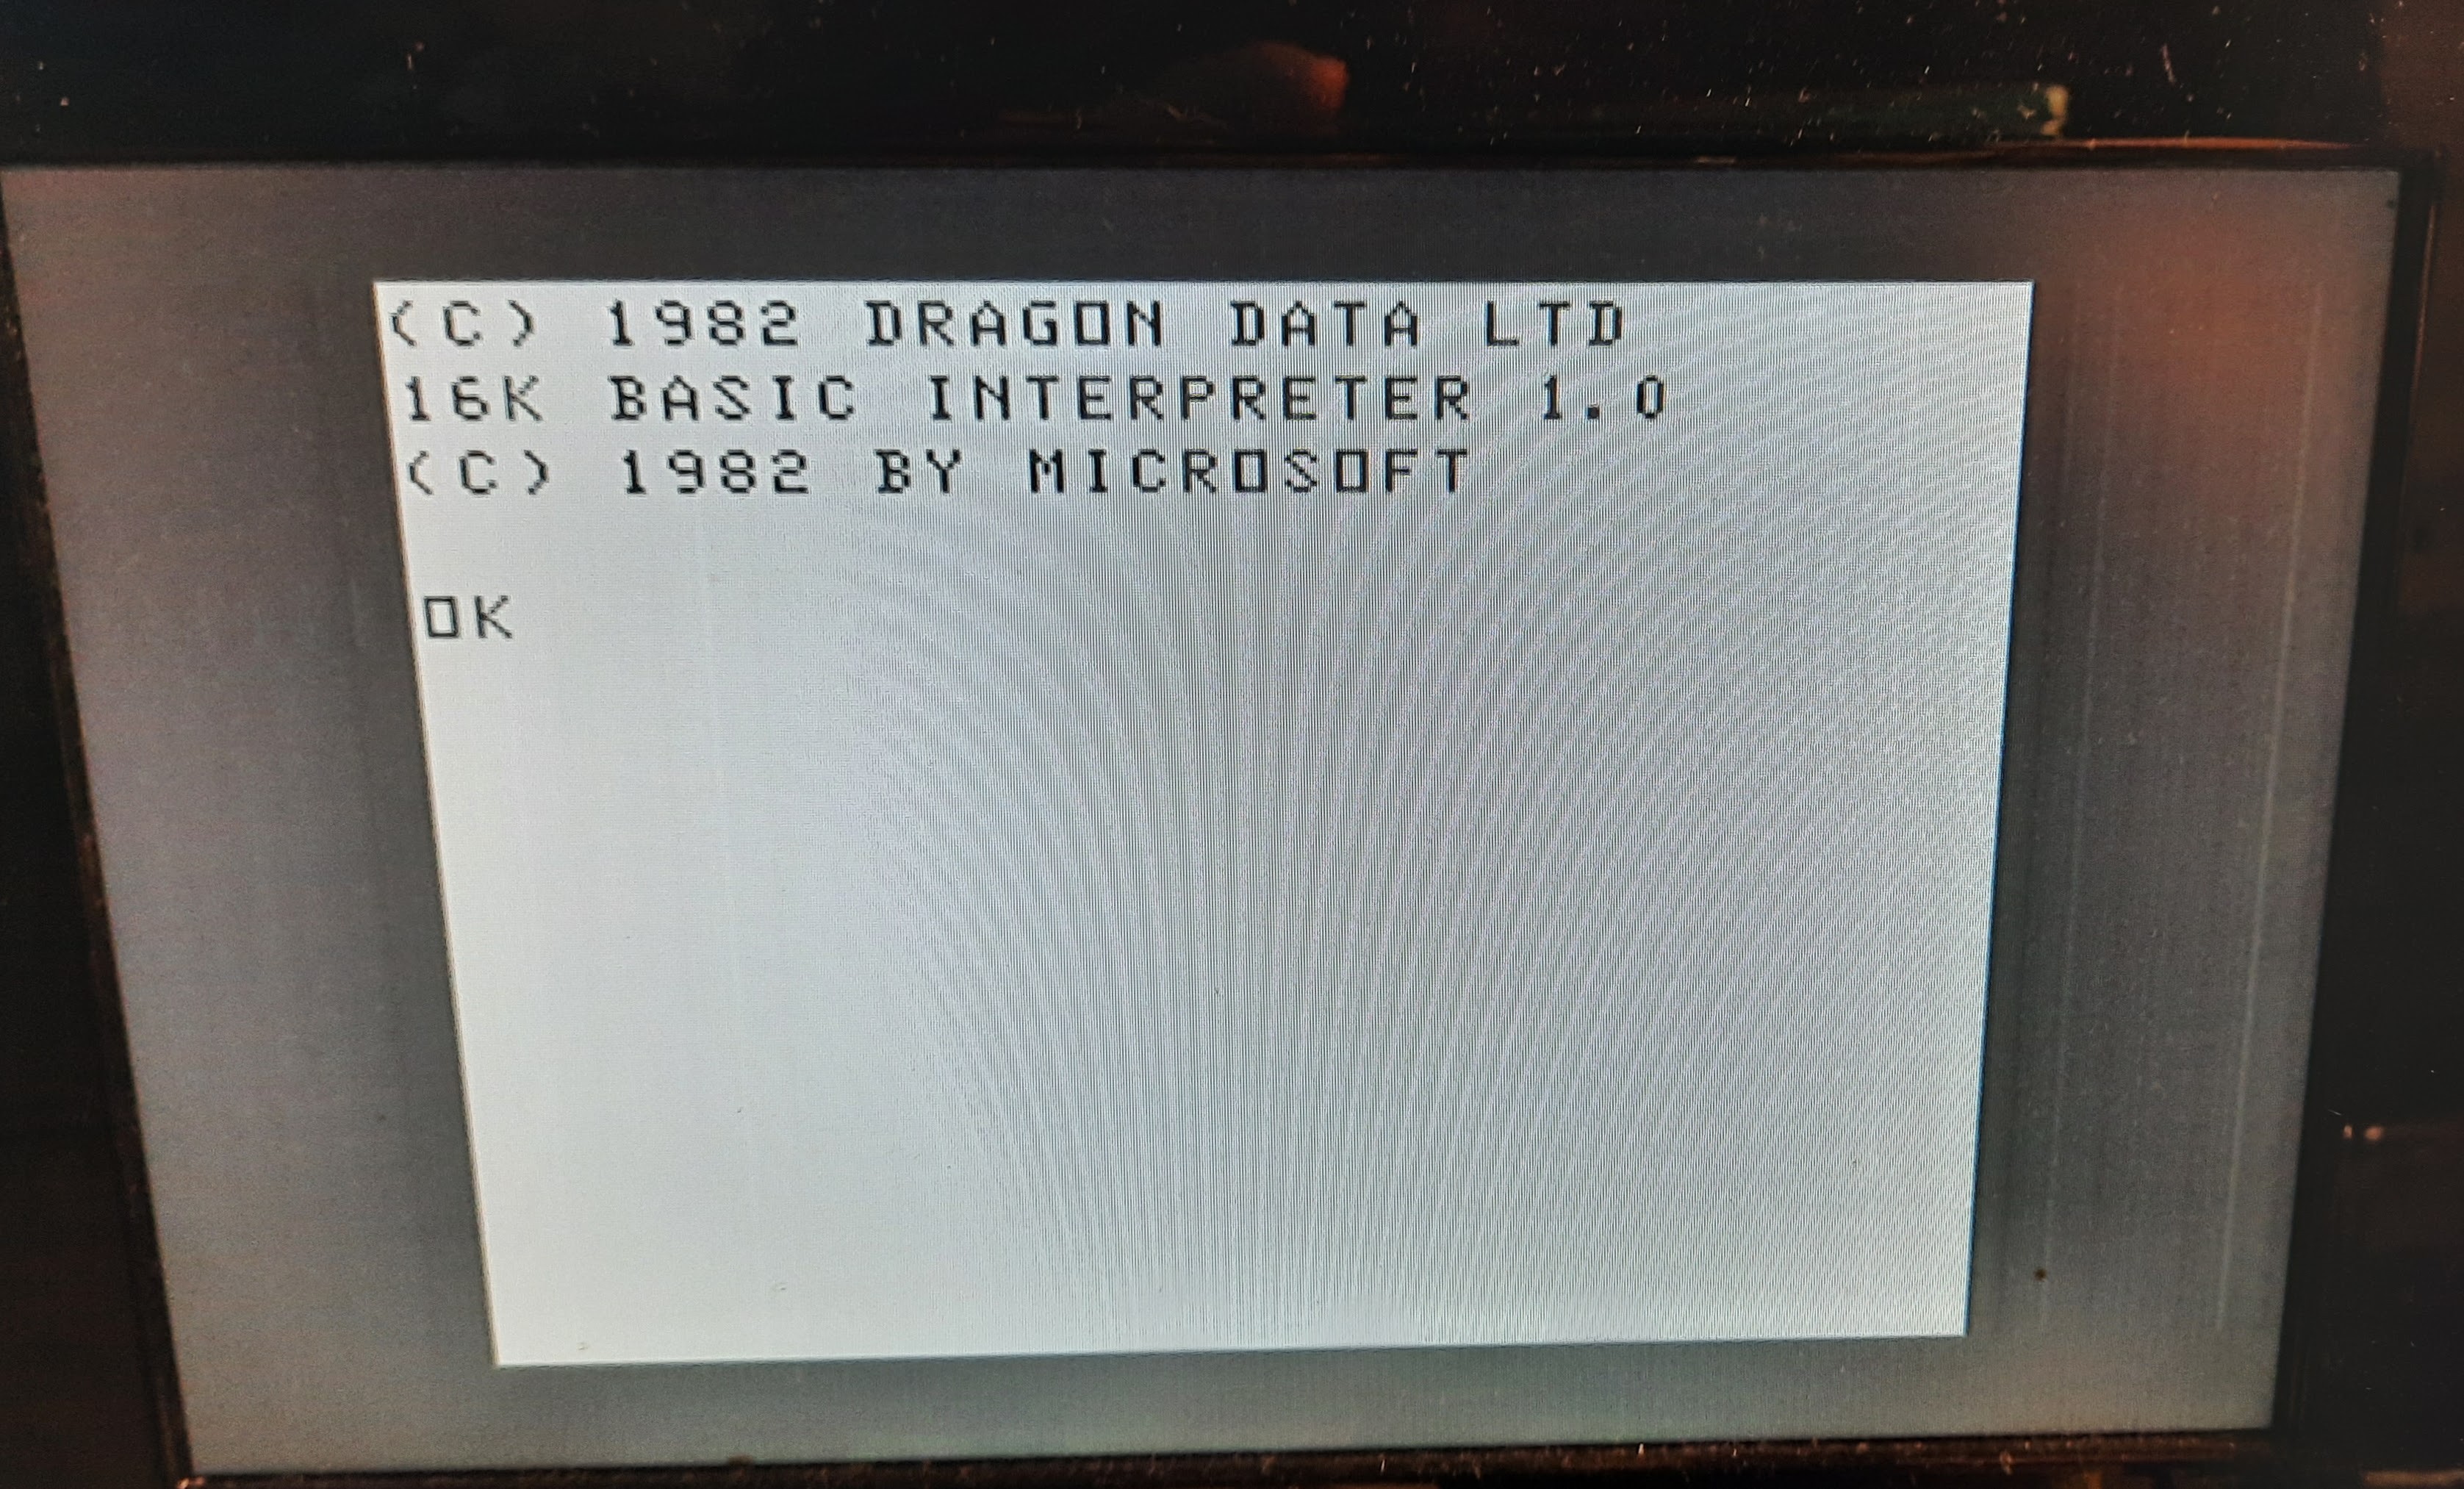 (C) 1982 DRAGON DATA LTD
16K BASIC INTERPRETER 1.0
(C) 1982 BY MICROSOFT
OK